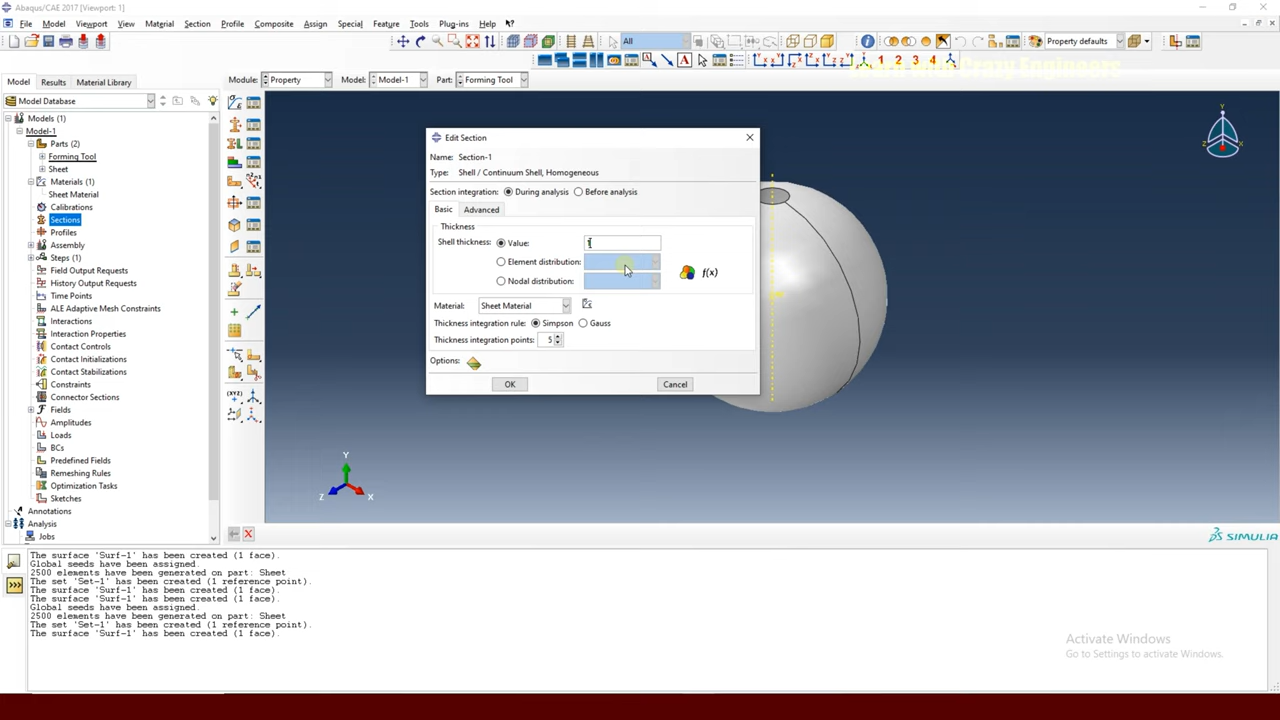 Abaqus/CAE 2017 [Viewport: 1]
File Model Viewport View Material Section Profile Composite Assign Special Feature Tools Plug-ins Help
All
Property defaults
1 2 3 4
Crazy Engineers
Model Results Material Library
Module: Property Model: Model-1 Part: Forming Tool
Model Database
Models (1)
Model-1
Parts (2)
Forming Tool
Sheet
Materials (1)
Sheet Material
Calibrations
Sections
Profiles
Assembly
Steps (1)
Field Output Requests
History Output Requests
Time Points
ALE Adaptive Mesh Constraints
Interactions
Interaction Properties
Contact Controls
Contact Initializations
Contact Stabilizations
Constraints
Connector Sections
Fields
Amplitudes
Loads
BCs
Predefined Fields
Remeshing Rules
Optimization Tasks
Sketches
Annotations
Analysis
Jobs
Edit Section
Name: Section-1
Type: Shell / Continuum Shell, Homogeneous
Section integration: During analysis Before analysis
Basic Advanced
Thickness
Shell thickness: Value: 1
Element distribution:
Nodal distribution:
f(x)
Material: Sheet Material
Thickness integration rule: Simpson Gauss
Thickness integration points: 5
Options:
OK Cancel
Y
Z X
Y
Z X
SIMULIA
The surface 'Surf-1' has been created (1 face).
Global seeds have been assigned.
2500 elements have been generated on part: Sheet
The set 'Set-1' has been created (1 reference point).
The surface 'Surf-1' has been created (1 face).
The surface 'Surf-1' has been created (1 face).
Global seeds have been assigned.
2500 elements have been generated on part: Sheet
The set 'Set-1' has been created (1 reference point).
The surface 'Surf-1' has been created (1 face).
Activate Windows
Go to Settings to activate Windows.